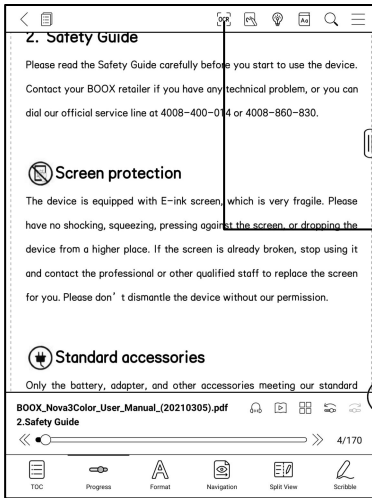 OCR
Aa
2. Safety Guide
Please read the Safety Guide carefully before you start to use the device.
Contact your BOOX retailer if you have any technical problem, or you can
dial our official service line at 4008-400-014 or 4008-860-830.
Screen protection
The device is equipped with E-ink screen, which is very fragile. Please
have no shocking, squeezing, pressing against the screen, or dropping the
device from a higher place. If the screen is already broken, stop using it
and contact the professional or other qualified staff to replace the screen
for you. Please don't dismantle the device without our permission.
Standard accessories
Only the battery, adapter, and other accessories meeting our standard
BOOX_Nova3Color_User_Manual_(20210305).pdf
2.Safety Guide
4/170
TOC Progress Format Navigation Split View Scribble